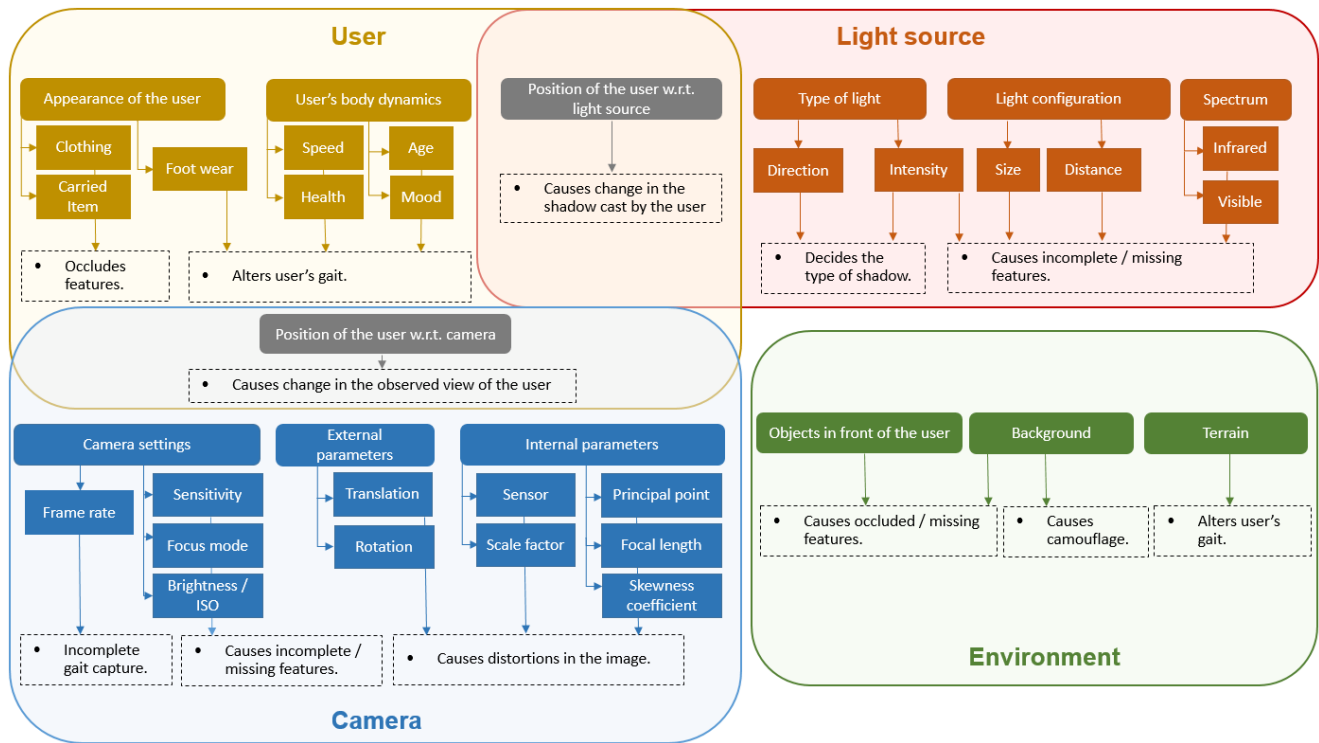 User
Light source
Appearance of the user
Clothing
Carried
Item
Foot wear
User's body dynamics
Speed
Health
Age
Mood
• Occludes
features.
• Alters user's gait.
Position of the user w.r.t.
light source
• Causes change in the
shadow cast by the user
Type of light
Direction
Intensity
Light configuration
Size
Distance
Spectrum
Infrared
Visible
• Decides the
type of shadow.
• Causes incomplete / missing
features.
Position of the user w.r.t. camera
• Causes change in the observed view of the user
Camera settings
Frame rate
Sensitivity
Focus mode
Brightness /
ISO
External
parameters
Translation
Rotation
Internal parameters
Sensor
Scale factor
Principal point
Focal length
Skewness
coefficient
• Incomplete
gait capture.
• Causes incomplete /
missing features.
• Causes distortions in the image.
Camera
Objects in front of the user
Background
Terrain
• Causes occluded / missing
features.
• Causes
camouflage.
• Alters user's
gait.
Environment